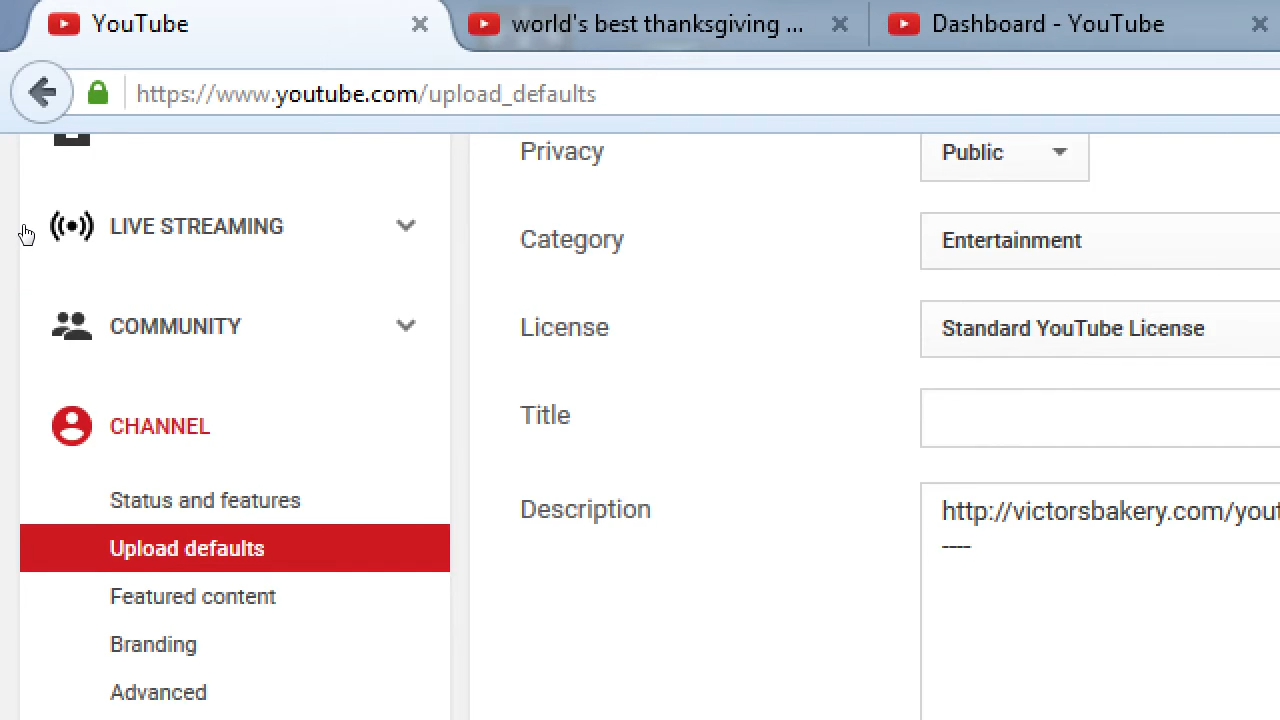 YouTube
world's best thanksgiving ...
Dashboard - YouTube
https://www.youtube.com/upload_defaults
LIVE STREAMING
COMMUNITY
CHANNEL
Status and features
Upload defaults
Featured content
Branding
Advanced
Privacy
Public
Category
Entertainment
License
Standard YouTube License
Title
Description
http://victorsbakery.com/yout
----